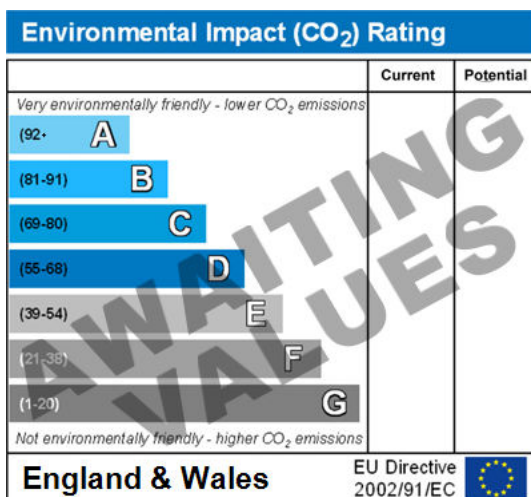 Environmental Impact (CO₂) Rating
Current Potential
Very environmentally friendly - lower CO₂ emissions
(92+ A
(81-91) B
(69-80) C
(55-68) D
(39-54) E
(21-38) F
(1-20) G
Not environmentally friendly - higher CO₂ emissions
AWAITING
VALUES
England & Wales
EU Directive
2002/91/EC